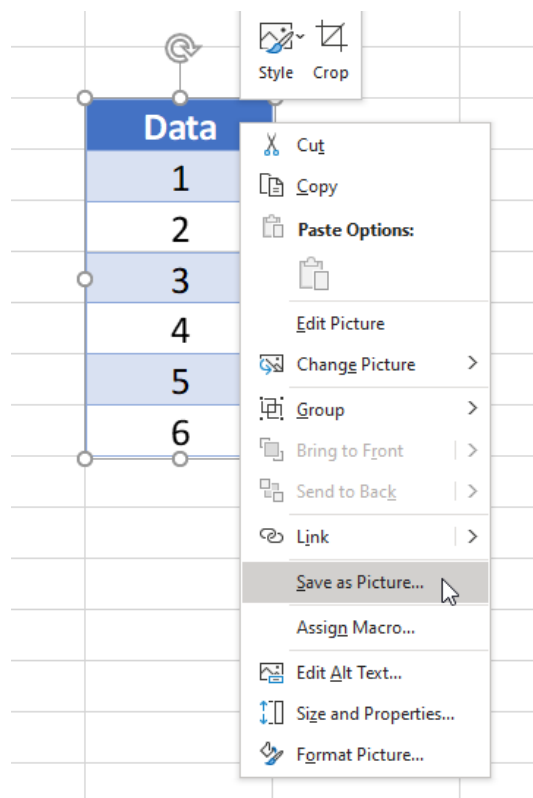 Style Crop
Data
1
2
3
4
5
6
Cut
Copy
Paste Options:
Edit Picture
Change Picture
Group
Bring to Front
Send to Back
Link
Save as Picture...
Assign Macro...
Edit Alt Text...
Size and Properties...
Format Picture...